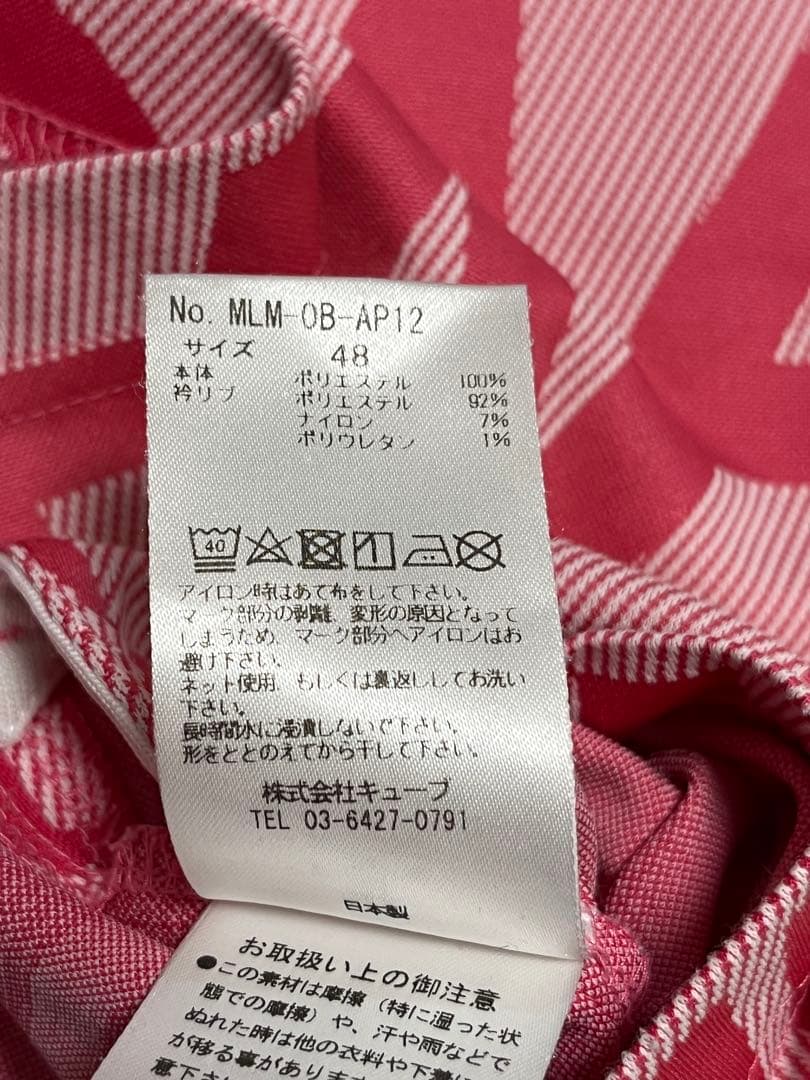 No. MLM-0B-AP12
サイズ 48
本体 ポリエステル 100%
衿リブ ポリエステル 92%
ナイロン 7%
ポリウレタン 1%
40
アイロン時はあて布をして下さい。
マーク部分の剥離、変形の原因となって
しまうため、マーク部分へアイロンはお
避け下さい。
ネット使用、もしくは裏返ししてお洗い
下さい。
長時間水に浸漬しないで下さい。
形をととのえてから干して下さい。
株式会社キューブ
TEL 03-6427-0791
日本製
お取扱い上の御注意
●この素材は摩擦（特に湿った状
態での摩擦）や、汗や雨などで
ぬれた時は他の衣料や下着に
が移る事があります
意下さい